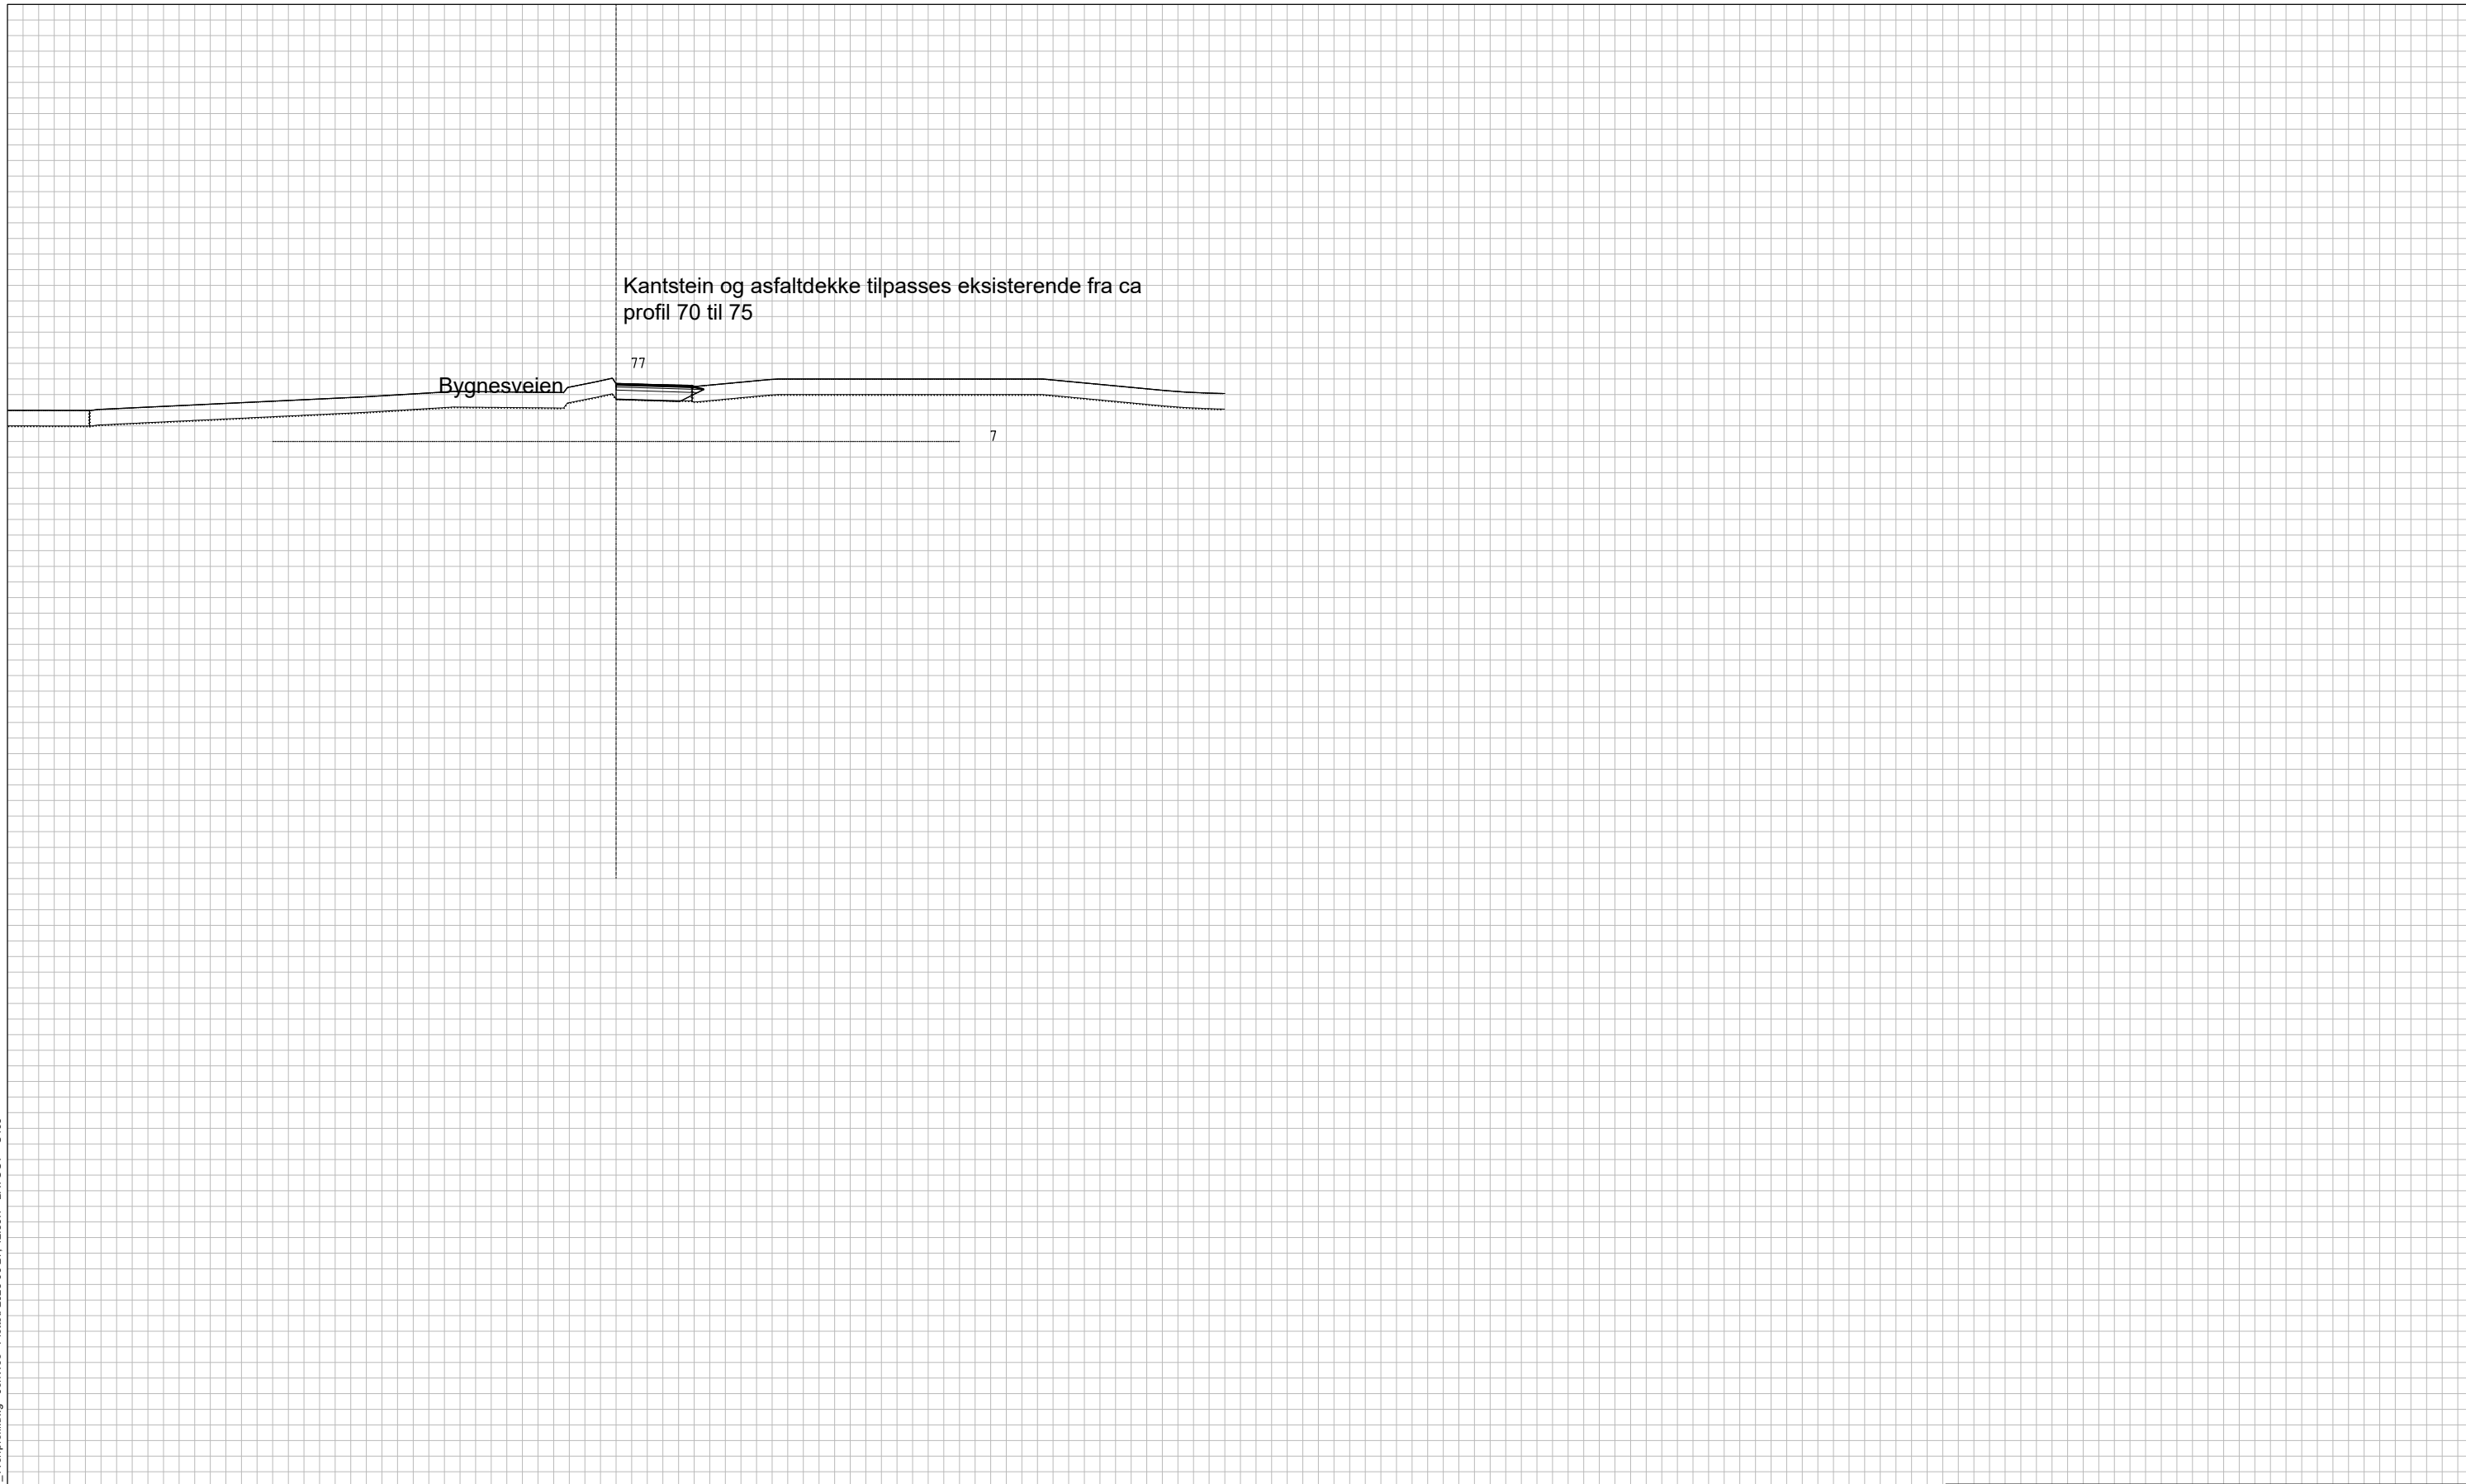 Kantstein og asfaltdekke tilpasses eksisterende fra ca
profil 70 til 75
77
Bygnesveien
7